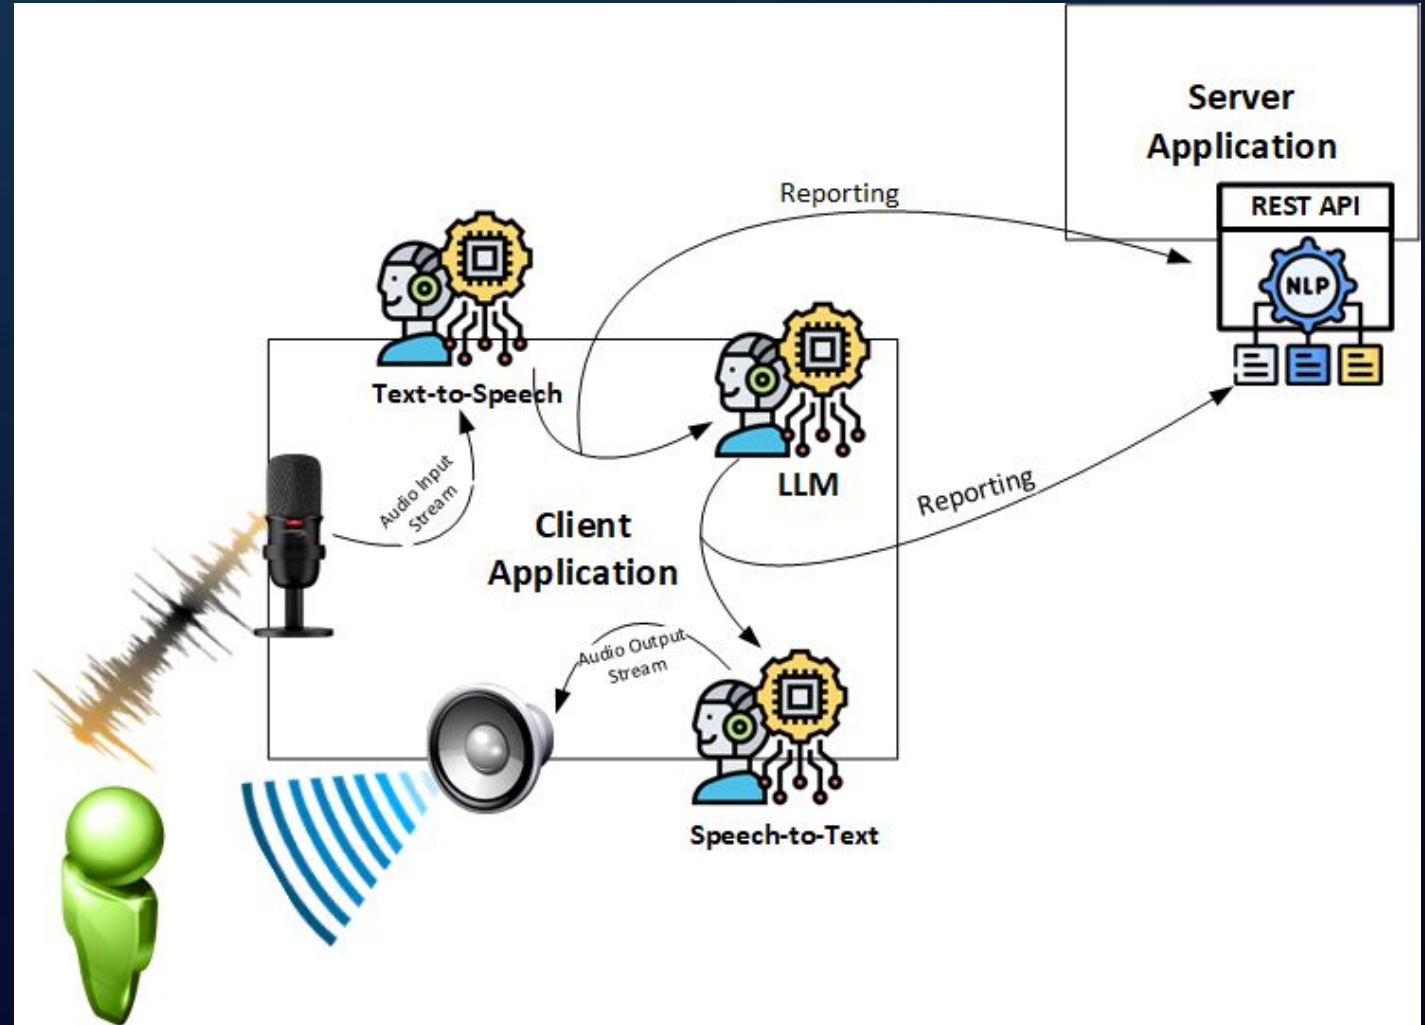 Server
Application
REST API
NLP
Reporting
Text-to-Speech
LLM
Audio Input
Stream
Reporting
Client
Application
Audio Output
Stream
Speech-to-Text